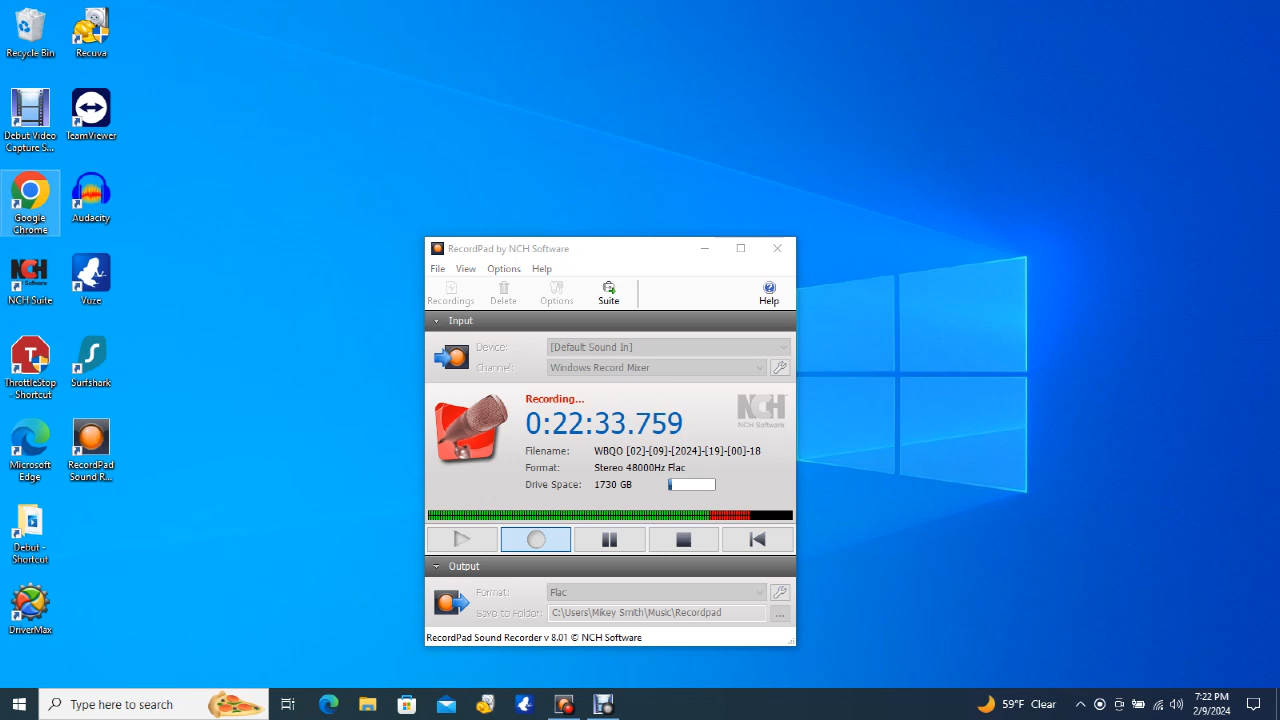 Recycle Bin
Recuva
Debut Video
Capture S...
TeamViewer
Google
Chrome
Audacity
NCH
Software
NCH Suite
Vuze
ThrottleStop
- Shortcut
Surfshark
Microsoft
Edge
RecordPad
Sound R...
Debut -
Shortcut
DriverMax
RecordPad by NCH Software
File View Options Help
Recordings Delete Options Suite Help
Input
Device: [Default Sound In]
Channel: Windows Record Mixer
Recording...
0:22:33.759
NCH
NCH Software
Filename: WBQO [02]-[09]-[2024]-[19]-[00]-18
Format: Stereo 48000Hz Flac
Drive Space: 1730 GB
Output
Format: Flac
Save to Folder: C:\Users\Mikey Smith\Music\Recordpad ...
RecordPad Sound Recorder v 8.01 © NCH Software
Type here to search
59°F Clear
7:22 PM
2/9/2024